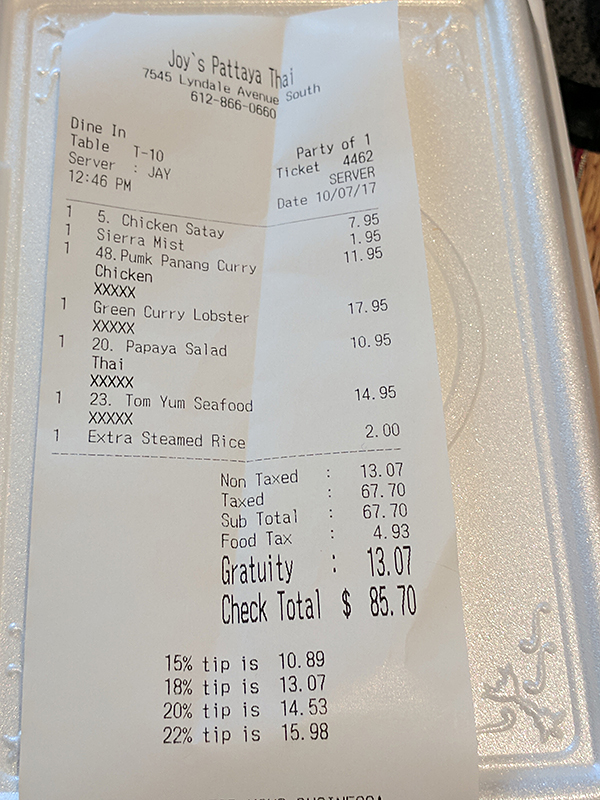 Joy`s Pattaya Thai
7545 Lyndale Avenue South
612-866-0660
Dine In Party of 1
Table T-10 Ticket 4462
Server : JAY SERVER
12:46 PM Date 10/07/17
1 5. Chicken Satay 7.95
1 Sierra Mist 1.95
1 48. Pumk Panang Curry 11.95
Chicken
XXXXX
1 Green Curry Lobster 17.95
XXXXX
1 20. Papaya Salad 10.95
Thai
XXXXX
1 23. Tom Yum Seafood 14.95
XXXXX
1 Extra Steamed Rice 2.00
Non Taxed : 13.07
Taxed : 67.70
Sub Total : 67.70
Food Tax : 4.93
Gratuity : 13.07
Check Total $ 85.70
15% tip is 10.89
18% tip is 13.07
20% tip is 14.53
22% tip is 15.98